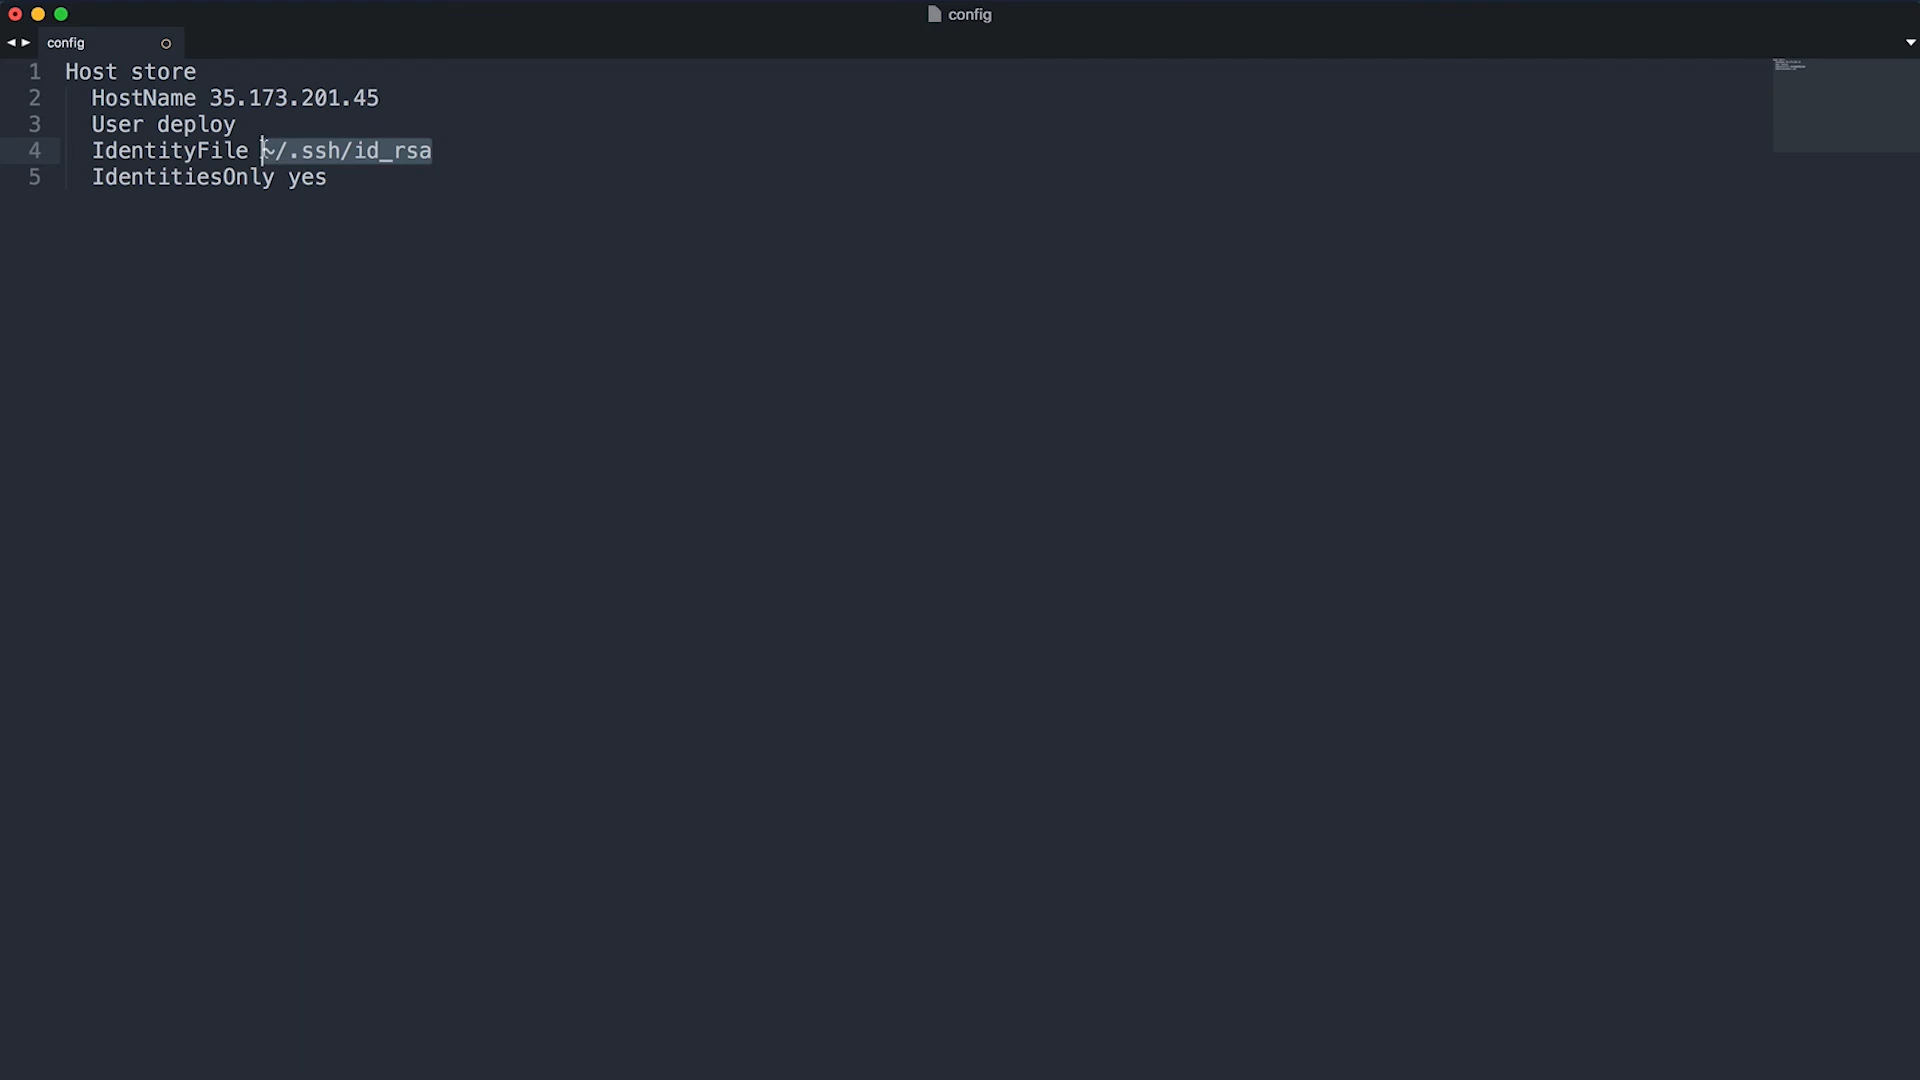 config
config
1 Host store
2 HostName 35.173.201.45
3 User deploy
4 IdentityFile ~/.ssh/id_rsa
5 IdentitiesOnly yes